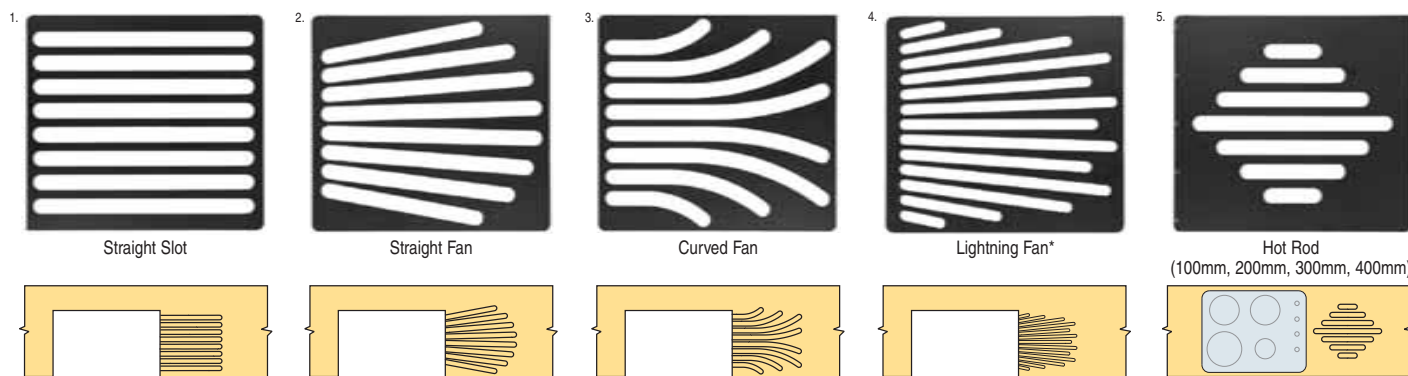 1.
2.
3.
4.
5.
Straight Slot
Straight Fan
Curved Fan
Lightning Fan*
Hot Rod
(100mm, 200mm, 300mm, 400mm)